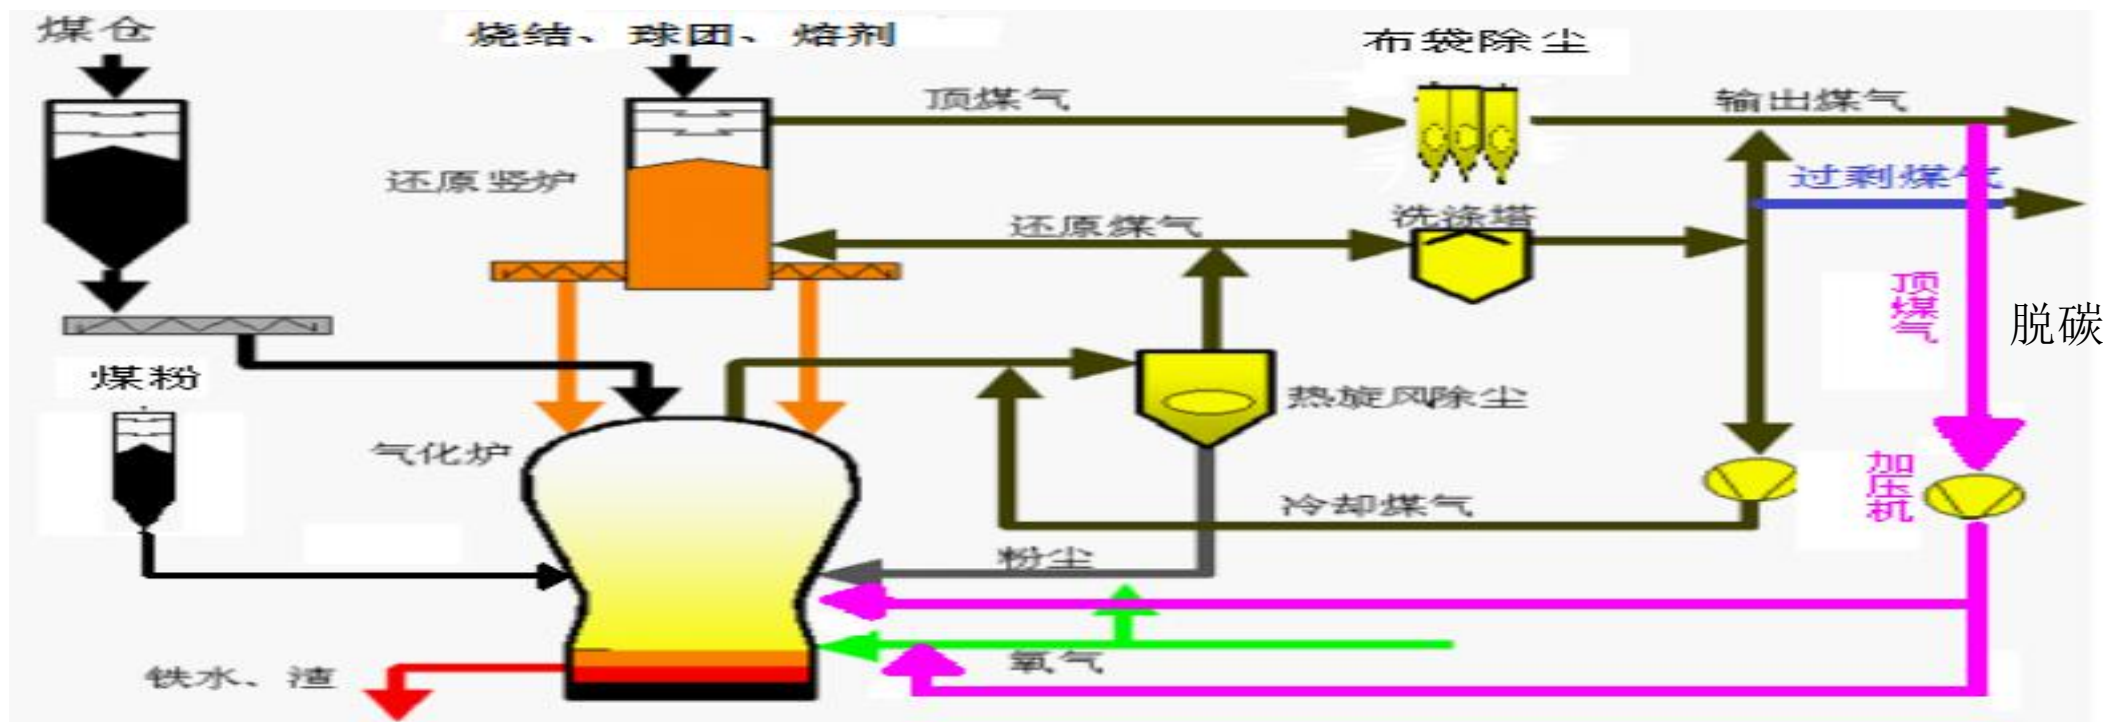 煤仓
烧结、球团、熔剂
布袋除尘
顶煤气
输出煤气
还原竖炉
过剩煤气
还原煤气
洗涤塔
顶煤气
脱碳
煤粉
热旋风除尘
气化炉
加压机
冷却煤气
粉尘
氧气
铁水、渣